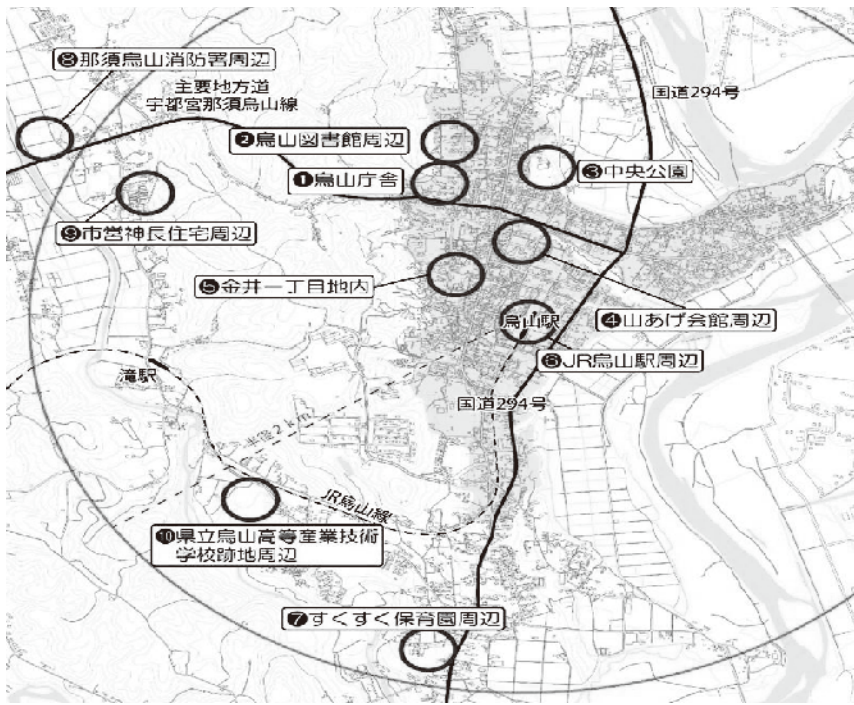 ❽那須烏山消防署周辺
主要地方道
宇都宮那須烏山線
国道294号
❷烏山図書館周辺
❶烏山庁舎
❸中央公園
❾市営神長住宅周辺
❺金井一丁目地内
烏山駅
❹山あげ会館周辺
❻JR烏山駅周辺
滝駅
国道294号
半径2km
JR烏山線
❿県立烏山高等産業技術
学校跡地周辺
❼すくすく保育園周辺